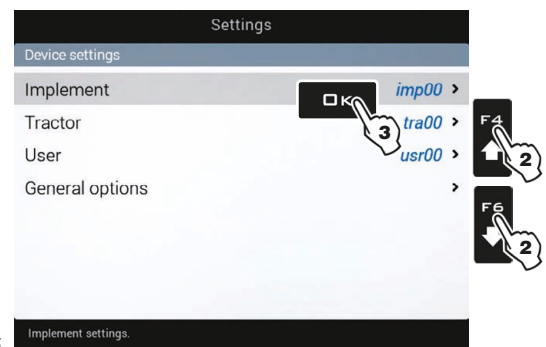 Settings
Device settings
Implement imp00 >
Tractor tra00 >
User usr00 >
General options >
OK
3
F4
2
F6
2
Implement settings.